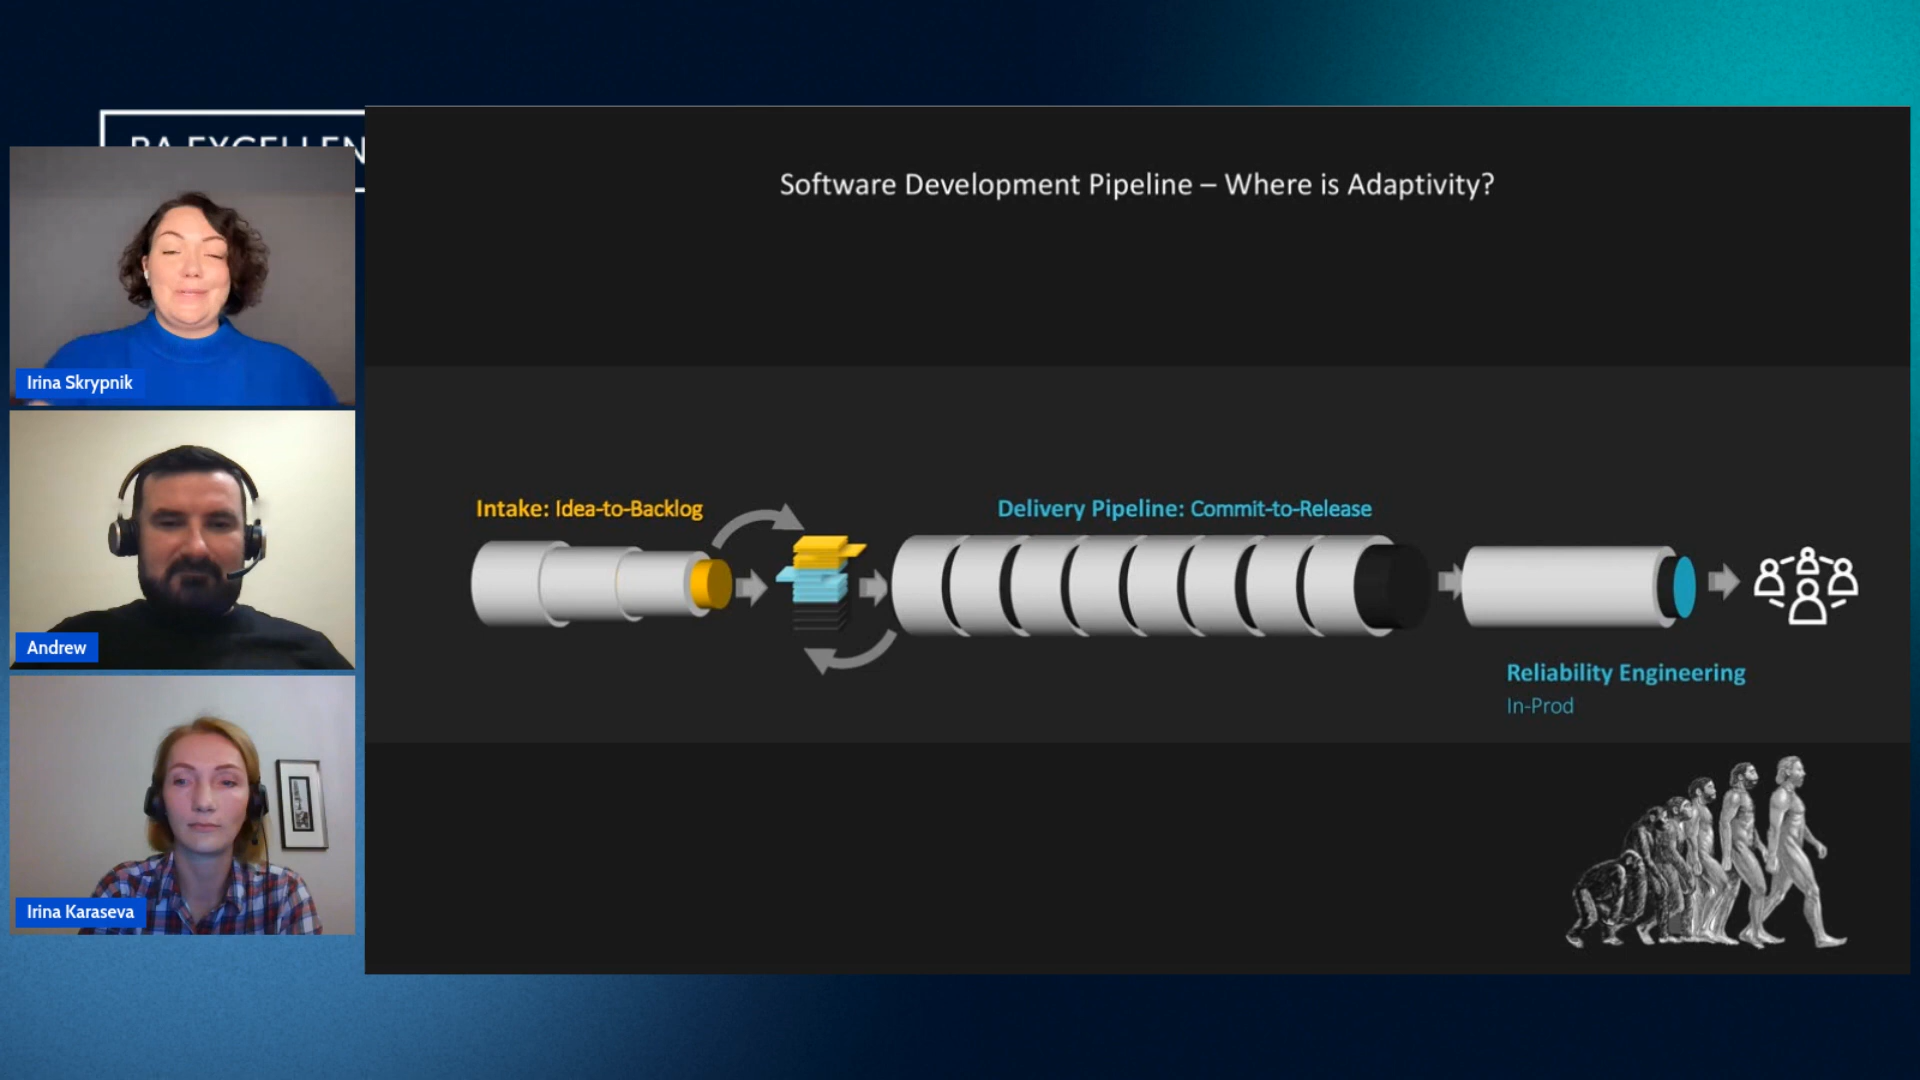 Irina Skrypnik
Andrew
Irina Karaseva
Software Development Pipeline – Where is Adaptivity?
Intake: Idea-to-Backlog
Delivery Pipeline: Commit-to-Release
Reliability Engineering
In-Prod